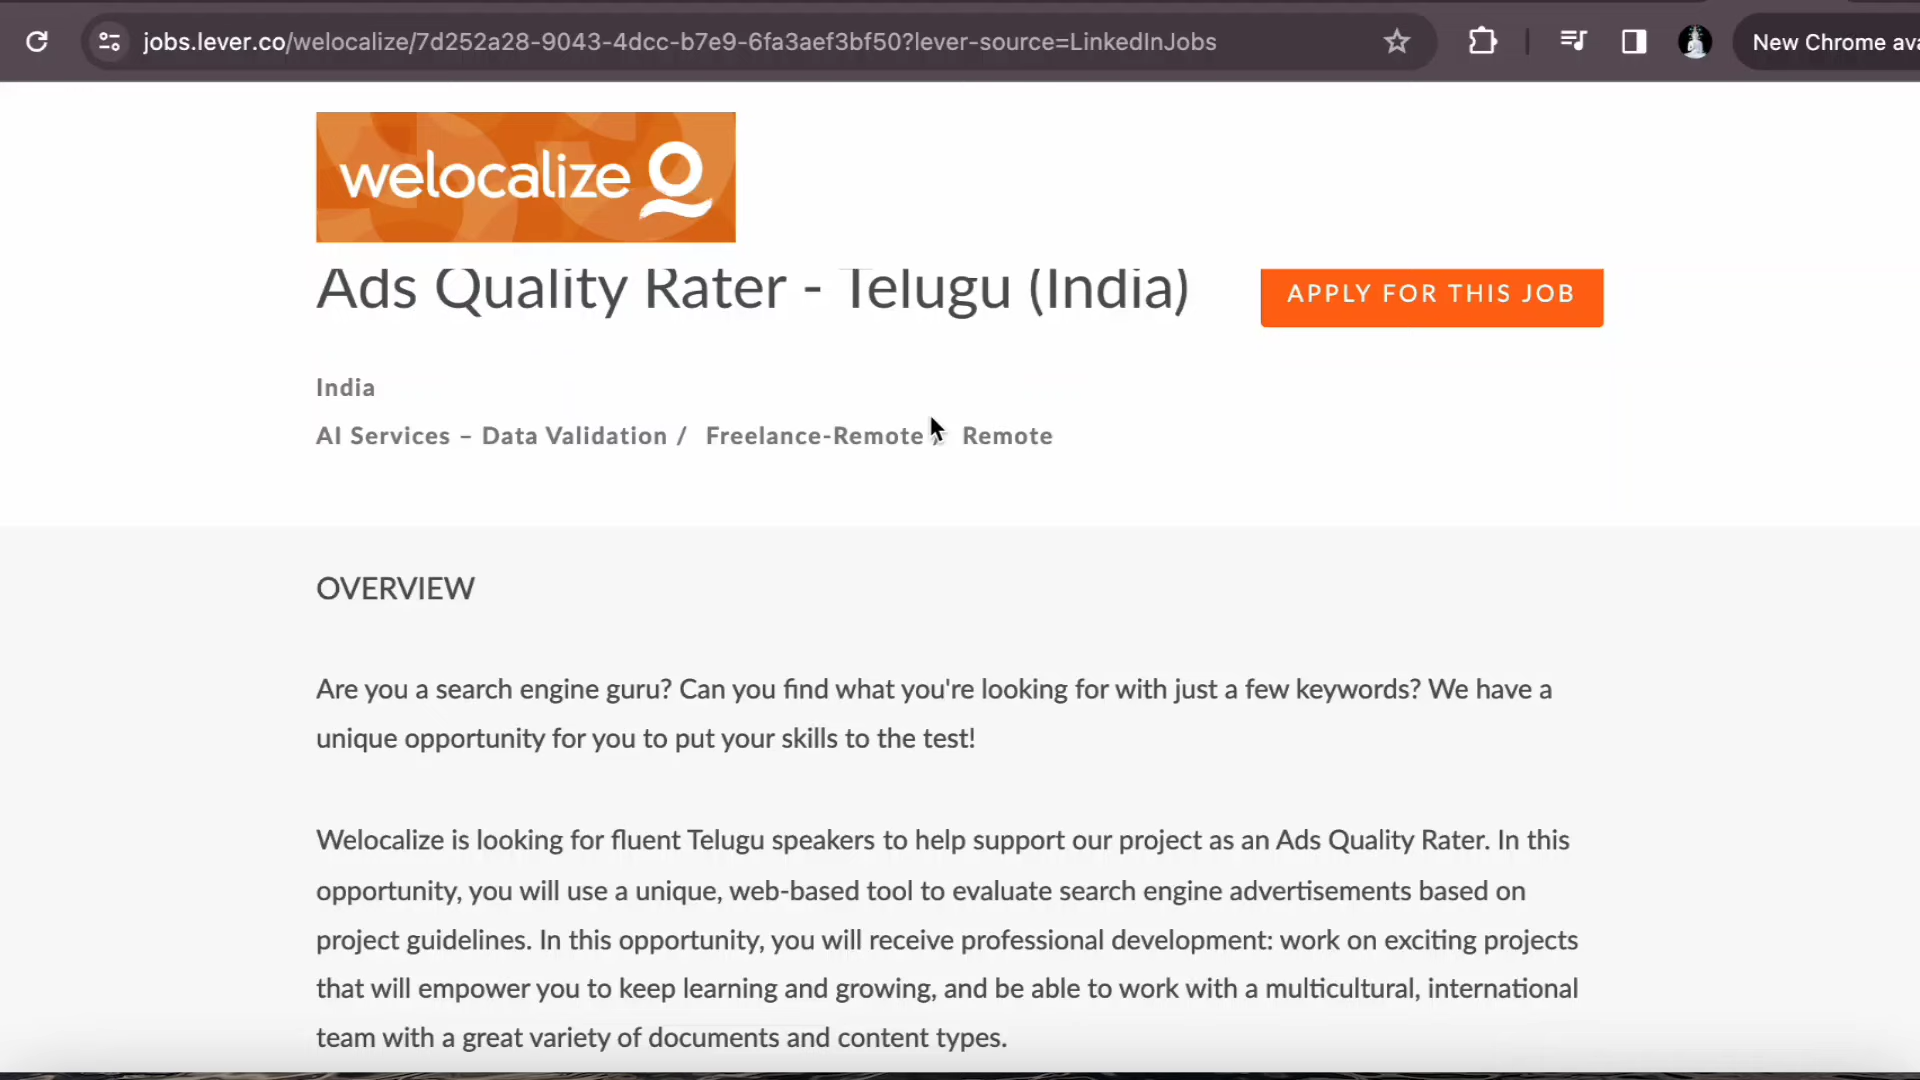 jobs.lever.co/welocalize/7d252a28-9043-4dcc-b7e9-6fa3aef3bf50?lever-source=LinkedInJobs
New Chrome ava
welocalize
Ads Quality Rater - Telugu (India)
APPLY FOR THIS JOB
India
AI Services – Data Validation / Freelance-Remote / Remote
OVERVIEW
Are you a search engine guru? Can you find what you're looking for with just a few keywords? We have a
unique opportunity for you to put your skills to the test!
Welocalize is looking for fluent Telugu speakers to help support our project as an Ads Quality Rater. In this
opportunity, you will use a unique, web-based tool to evaluate search engine advertisements based on
project guidelines. In this opportunity, you will receive professional development: work on exciting projects
that will empower you to keep learning and growing, and be able to work with a multicultural, international
team with a great variety of documents and content types.